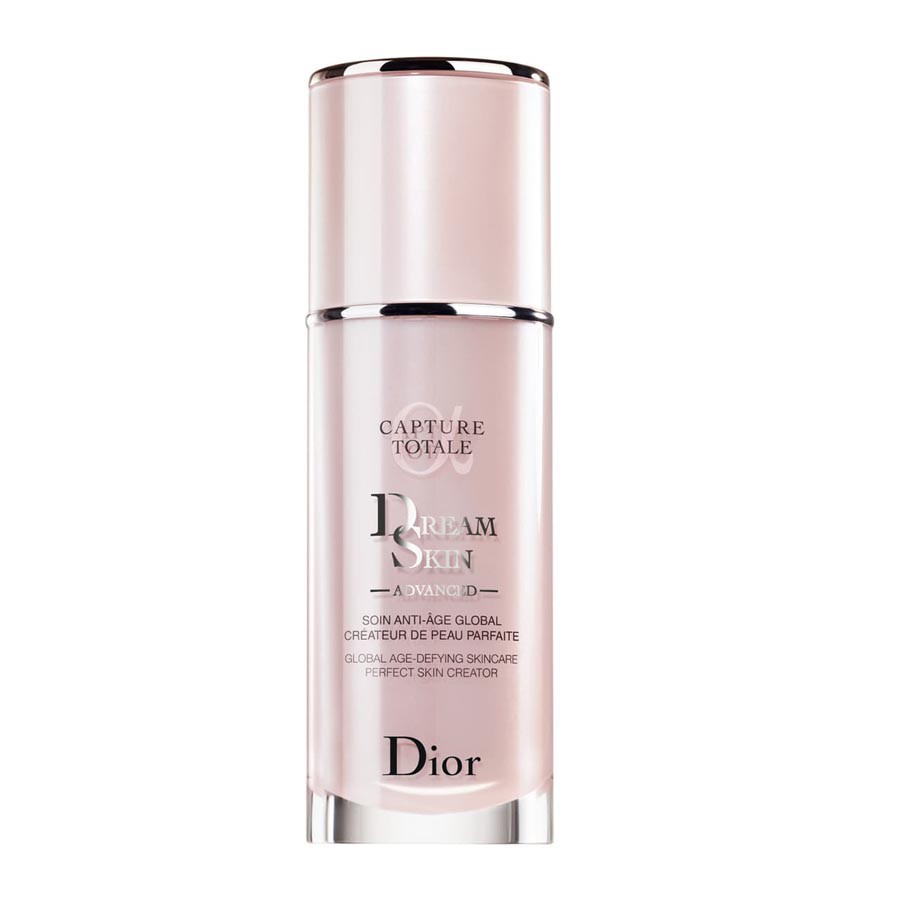 CAPTURE
TOTALE
DREAM
SKIN
ADVANCED
SOIN ANTI-ÂGE GLOBAL
CRÉATEUR DE PEAU PARFAITE
GLOBAL AGE-DEFYING SKINCARE
PERFECT SKIN CREATOR
Dior